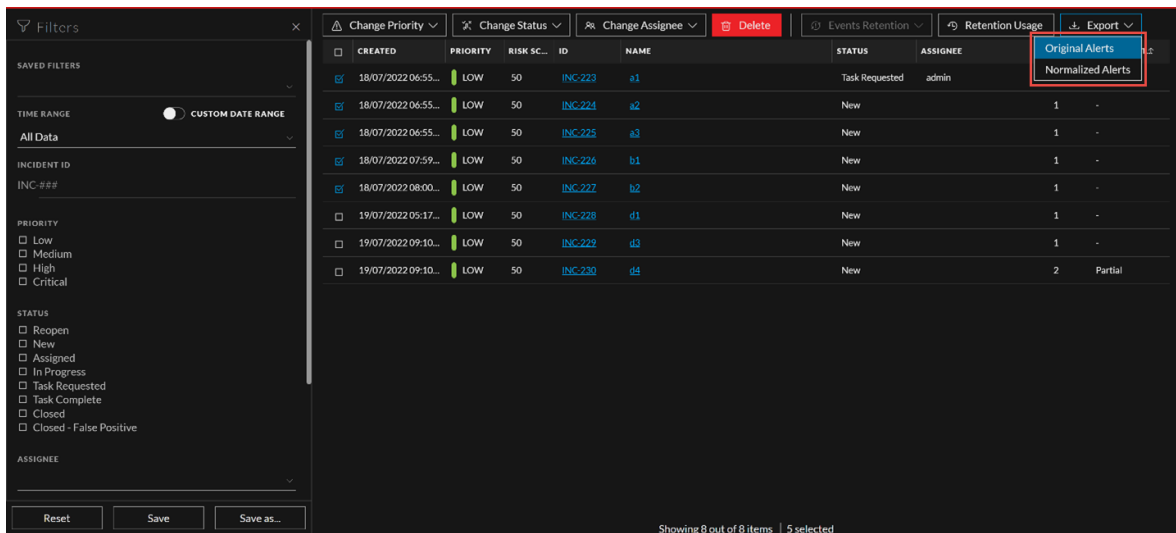 Filters
SAVED FILTERS
TIME RANGE CUSTOM DATE RANGE
All Data
INCIDENT ID
INC-###
PRIORITY
Low
Medium
High
Critical
STATUS
Reopen
New
Assigned
In Progress
Task Requested
Task Complete
Closed
Closed - False Positive
ASSIGNEE
Reset Save Save as...
Change Priority Change Status Change Assignee Delete Events Retention Retention Usage Export
Original Alerts
Normalized Alerts
CREATED PRIORITY RISK SC... ID NAME STATUS ASSIGNEE
18/07/2022 06:55... LOW 50 INC-223 a1 Task Requested admin
18/07/2022 06:55... LOW 50 INC-224 a2 New 1 -
18/07/2022 06:55... LOW 50 INC-225 a3 New 1 -
18/07/2022 07:59... LOW 50 INC-226 b1 New 1 -
18/07/2022 08:00... LOW 50 INC-227 b2 New 1 -
19/07/2022 05:17... LOW 50 INC-228 d1 New 1 -
19/07/2022 09:10... LOW 50 INC-229 d3 New 1 -
19/07/2022 09:10... LOW 50 INC-230 d4 New 2 Partial
Showing 8 out of 8 items | 5 selected